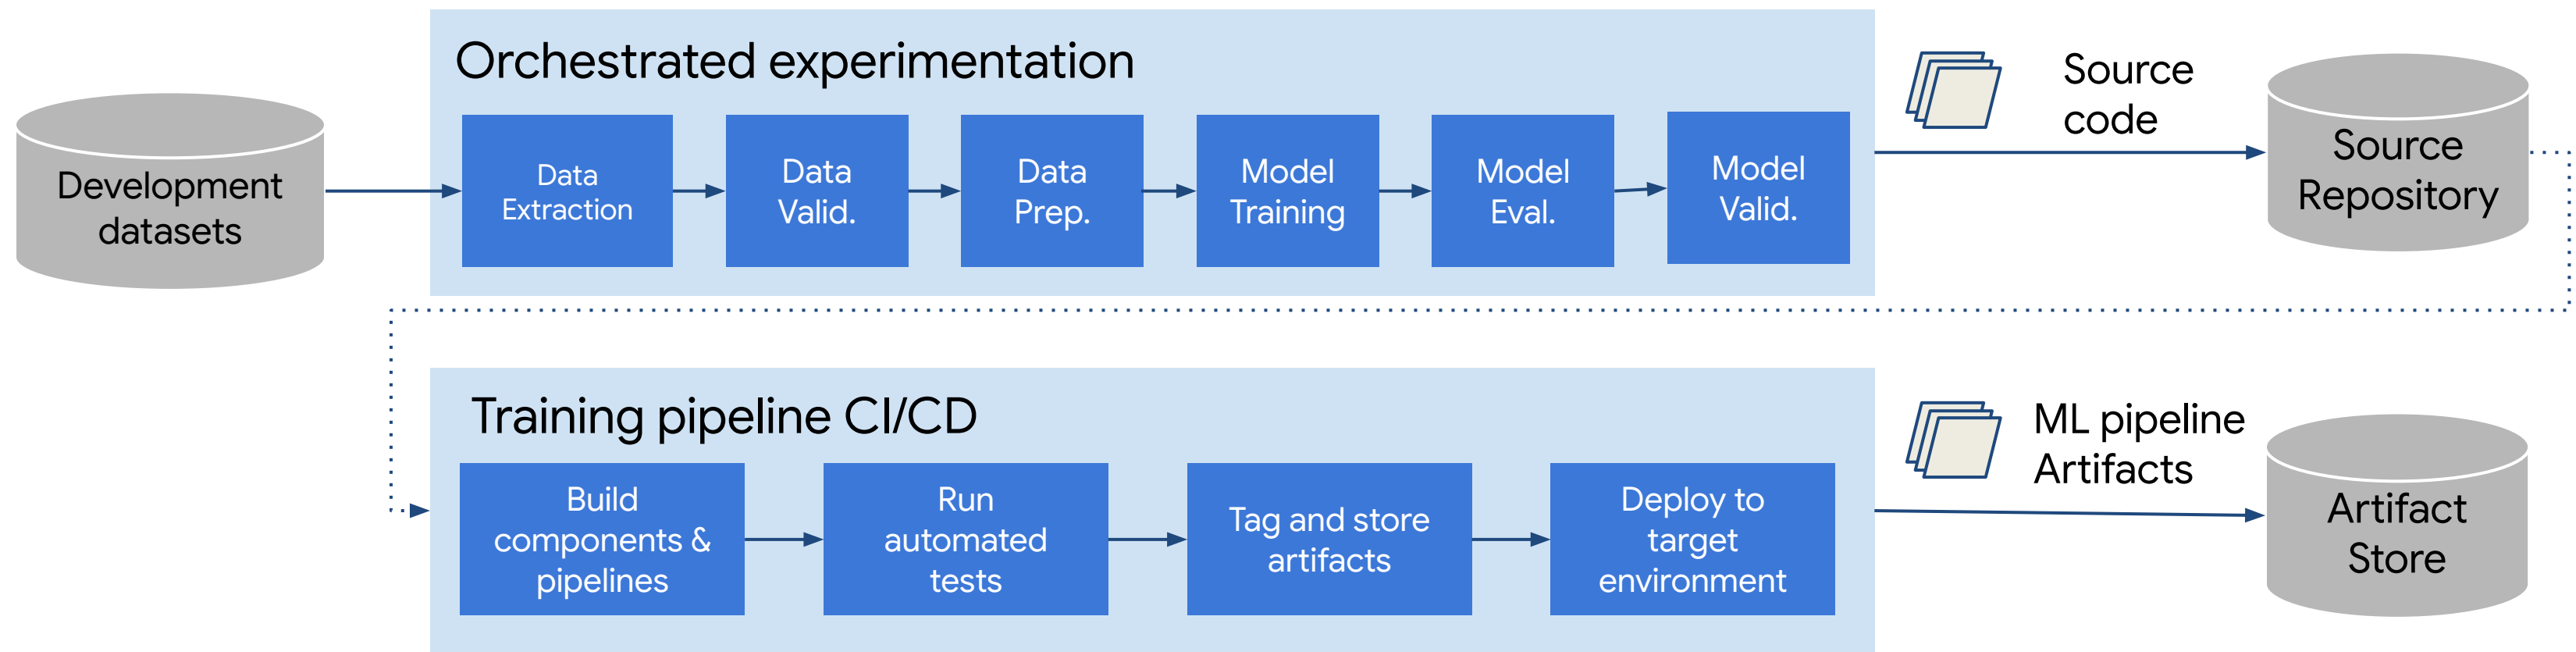 Orchestrated experimentation
Development
datasets
Data
Extraction
Data
Valid.
Data
Prep.
Model
Training
Model
Eval.
Model
Valid.
Source
code
Source
Repository
Training pipeline CI/CD
Build
components &
pipelines
Run
automated
tests
Tag and store
artifacts
Deploy to
target
environment
ML pipeline
Artifacts
Artifact
Store